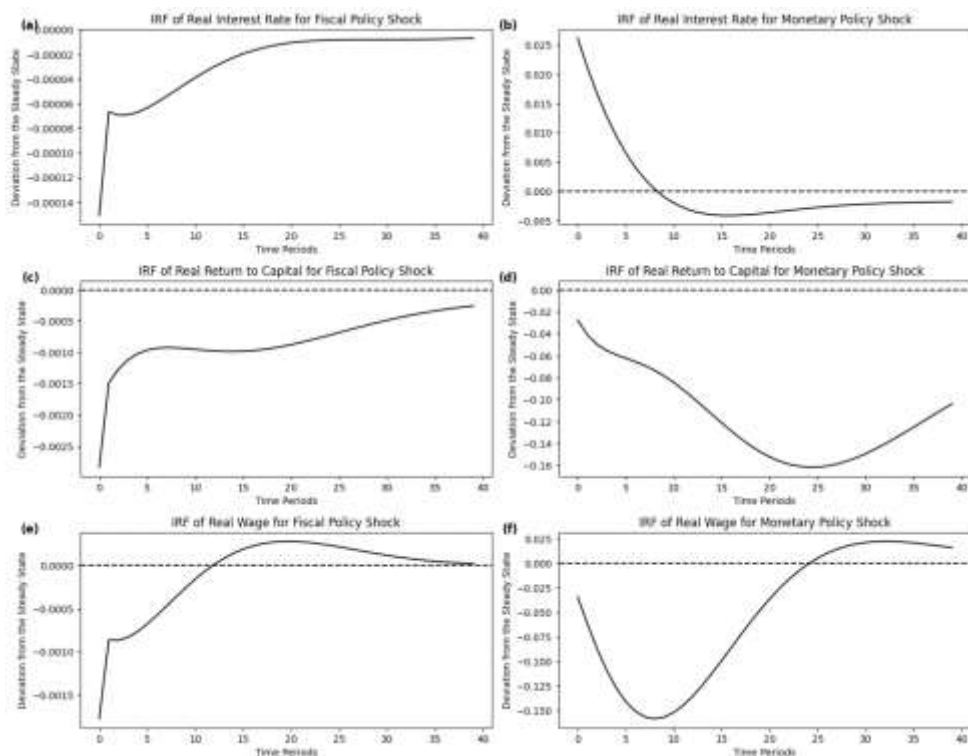 (a) IRF of Real Interest Rate for Fiscal Policy Shock
Deviation from the Steady State
0.00000
−0.00002
−0.00004
−0.00006
−0.00008
−0.00010
−0.00012
−0.00014
0 5 10 15 20 25 30 35 40
Time Periods
(b) IRF of Real Interest Rate for Monetary Policy Shock
Deviation from the Steady State
0.025
0.020
0.015
0.010
0.005
0.000
−0.005
0 5 10 15 20 25 30 35 40
Time Periods
(c) IRF of Real Return to Capital for Fiscal Policy Shock
Deviation from the Steady State
0.0000
−0.0005
−0.0010
−0.0015
−0.0020
−0.0025
0 5 10 15 20 25 30 35 40
Time Periods
(d) IRF of Real Return to Capital for Monetary Policy Shock
Deviation from the Steady State
0.00
−0.02
−0.04
−0.06
−0.08
−0.10
−0.12
−0.14
−0.16
0 5 10 15 20 25 30 35 40
Time Periods
(e) IRF of Real Wage for Fiscal Policy Shock
Deviation from the Steady State
0.0000
−0.0005
−0.0010
−0.0015
0 5 10 15 20 25 30 35 40
Time Periods
(f) IRF of Real Wage for Monetary Policy Shock
Deviation from the Steady State
0.025
0.000
−0.025
−0.050
−0.075
−0.100
−0.125
−0.150
0 5 10 15 20 25 30 35 40
Time Periods